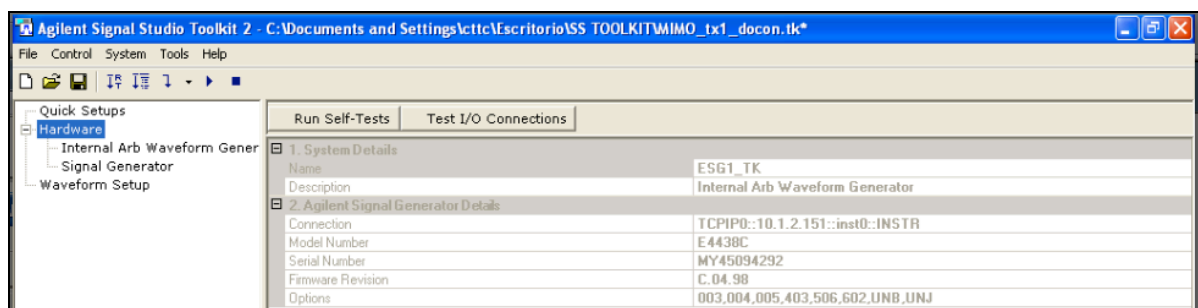 Agilent Signal Studio Toolkit 2 - C:\Documents and Settings\cttc\Escritorio\SS TOOLKIT\MIMO_tx1_docon.tk*
File Control System Tools Help
Quick Setups
Hardware
Internal Arb Waveform Gener
Signal Generator
Waveform Setup
Run Self-Tests Test I/O Connections
1. System Details
Name ESG1_TK
Description Internal Arb Waveform Generator
2. Agilent Signal Generator Details
Connection TCPIP0::10.1.2.151::inst0::INSTR
Model Number E4438C
Serial Number MY45094292
Firmware Revision C.04.98
Options 003,004,005,403,506,602,UNB,UNJ